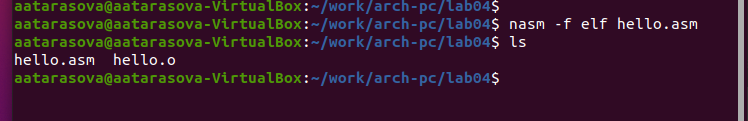 aatarasova@aatarasova-VirtualBox:~/work/arch-pc/lab04$
aatarasova@aatarasova-VirtualBox:~/work/arch-pc/lab04$ nasm -f elf hello.asm
aatarasova@aatarasova-VirtualBox:~/work/arch-pc/lab04$ ls
hello.asm  hello.o
aatarasova@aatarasova-VirtualBox:~/work/arch-pc/lab04$